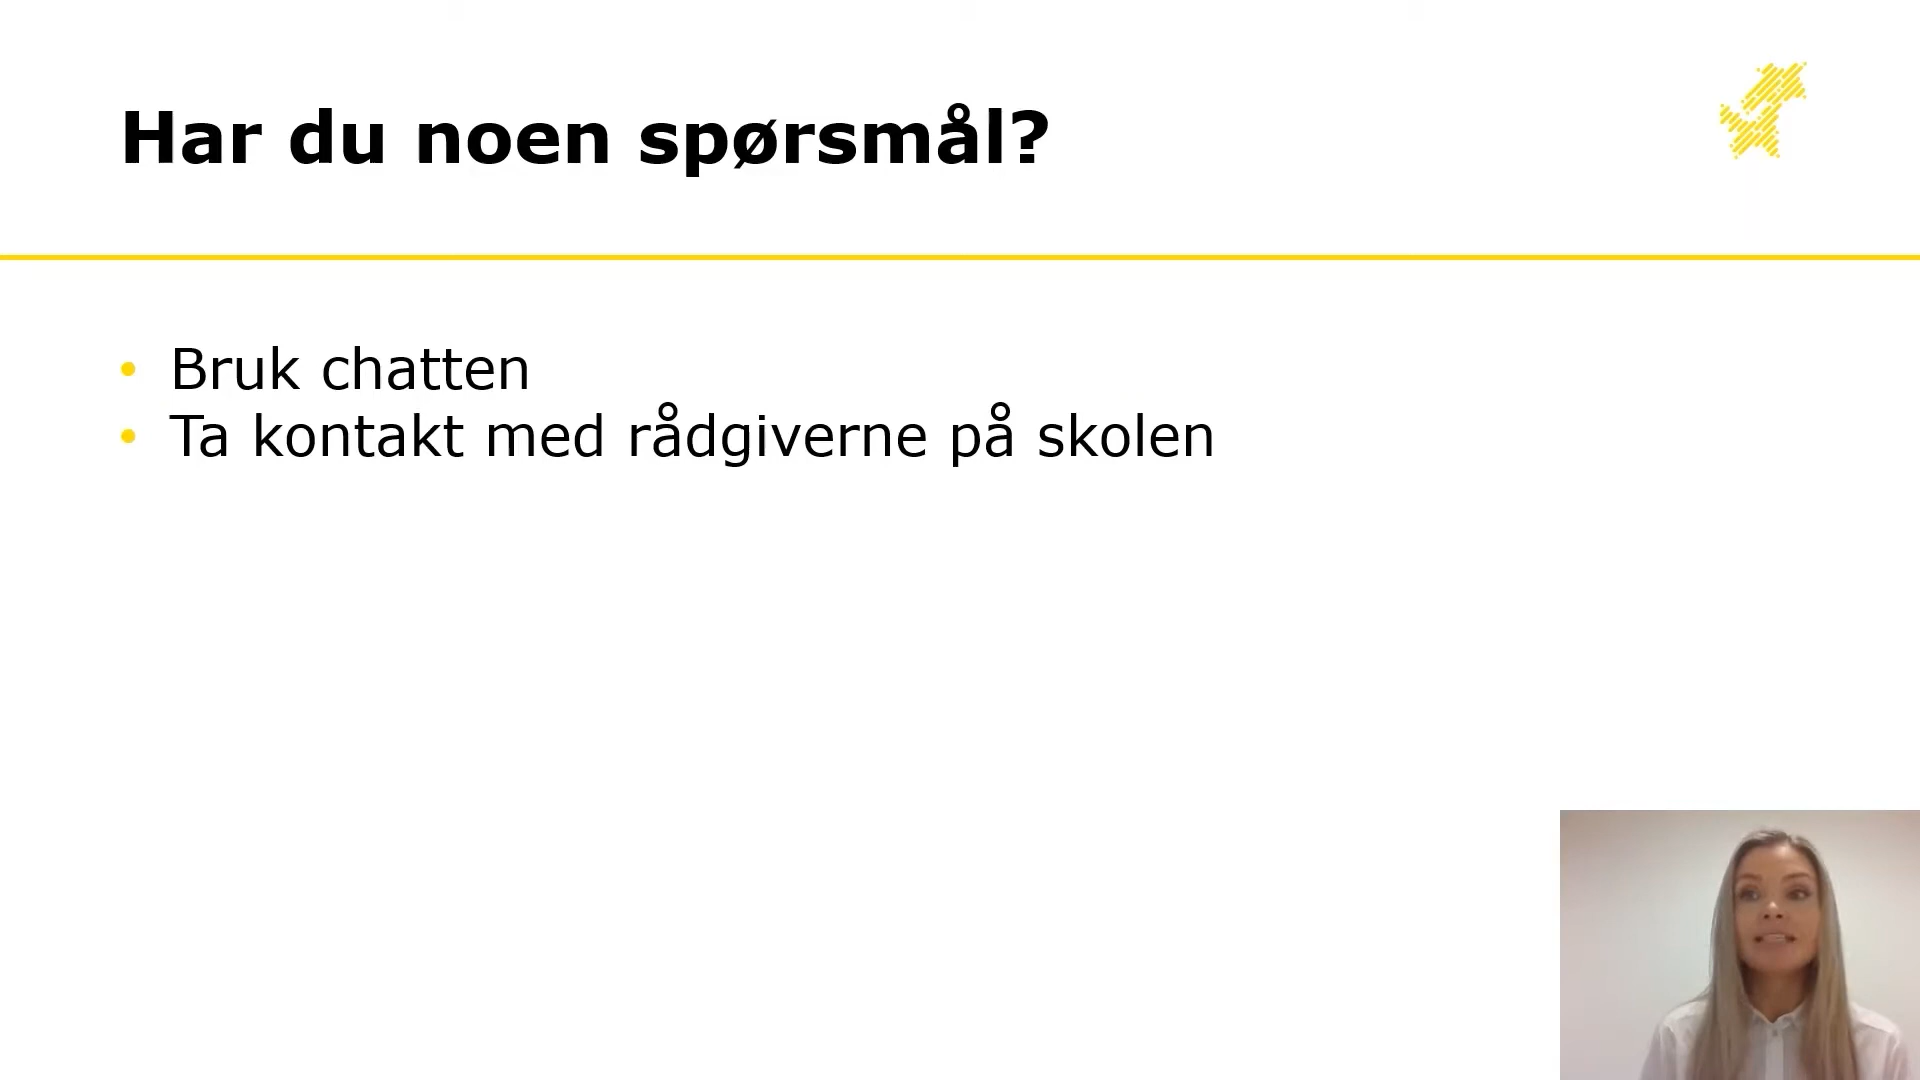 Har du noen spørsmål?
• Bruk chatten
• Ta kontakt med rådgiverne på skolen